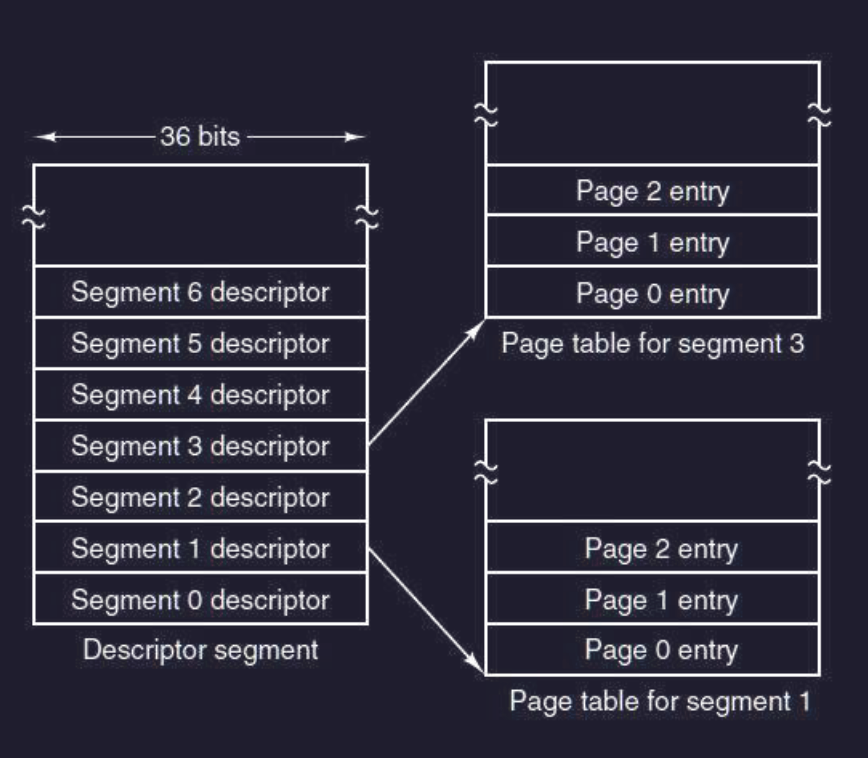 36 bits
Segment 6 descriptor
Segment 5 descriptor
Segment 4 descriptor
Segment 3 descriptor
Segment 2 descriptor
Segment 1 descriptor
Segment 0 descriptor
Descriptor segment
Page 2 entry
Page 1 entry
Page 0 entry
Page table for segment 3
Page 2 entry
Page 1 entry
Page 0 entry
Page table for segment 1